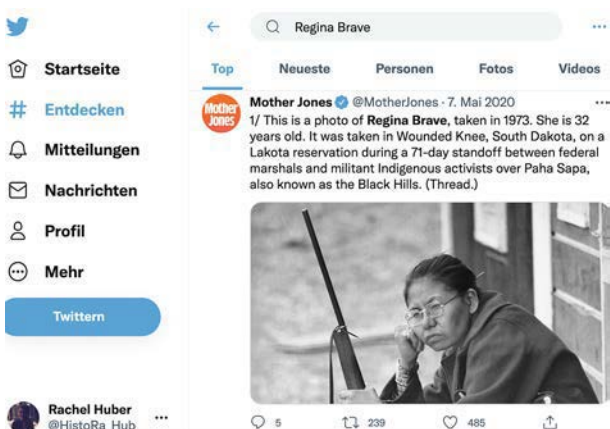 Regina Brave
Startseite
Entdecken
Mitteilungen
Nachrichten
Profil
Mehr
Twittern
Rachel Huber
@HistoRa_Hub
Top Neueste Personen Fotos Videos
Mother Jones
Mother Jones @MotherJones · 7. Mai 2020
1/ This is a photo of Regina Brave, taken in 1973. She is 32
years old. It was taken in Wounded Knee, South Dakota, on a
Lakota reservation during a 71-day standoff between federal
marshals and militant Indigenous activists over Paha Sapa,
also known as the Black Hills. (Thread.)
5 239 485